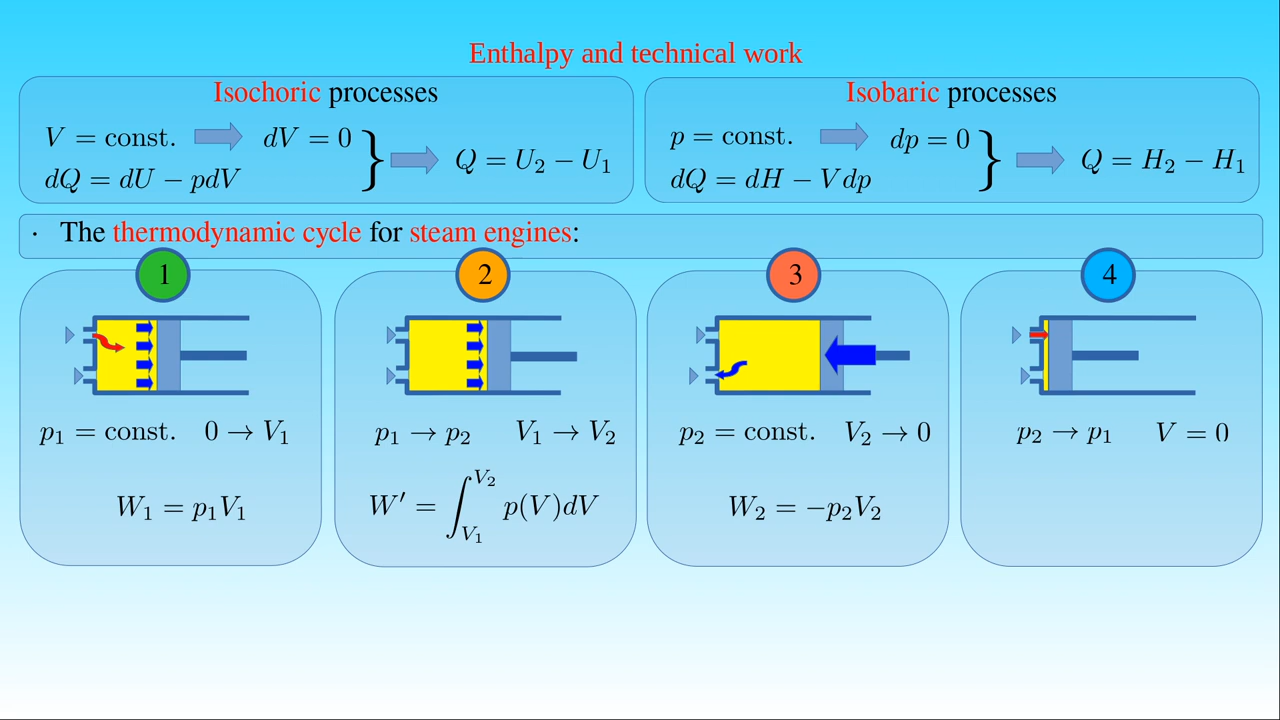 Enthalpy and technical work
Isochoric processes
V = const. dV = 0
dQ = dU − pdV
} Q = U₂ − U₁
Isobaric processes
p = const. dp = 0
dQ = dH − Vdp
} Q = H₂ − H₁
· The thermodynamic cycle for steam engines:
1
p₁ = const. 0 → V₁
W₁ = p₁V₁
2
p₁ → p₂ V₁ → V₂
W′ = ∫_{V₁}^{V₂} p(V)dV
3
p₂ = const. V₂ → 0
W₂ = −p₂V₂
4
p₂ → p₁ V = 0